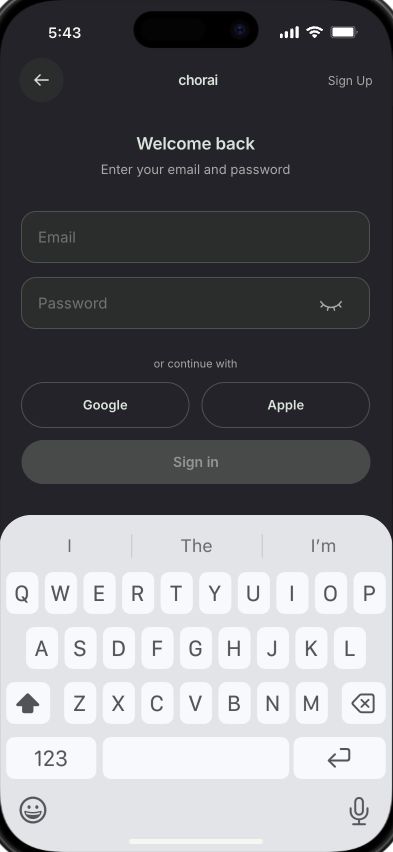 5:43
chorai
Sign Up
Welcome back
Enter your email and password
Email
Password
or continue with
Google
Apple
Sign in
I The I'm
Q W E R T Y U I O P
A S D F G H J K L
Z X C V B N M
123